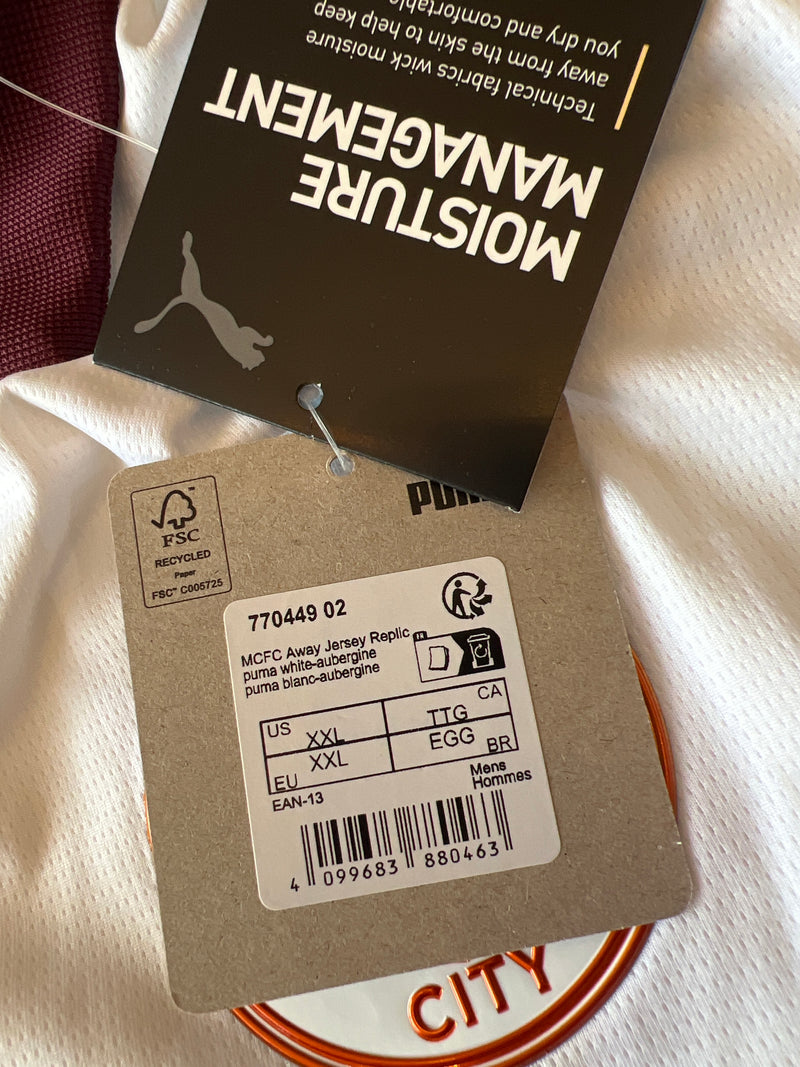 MOISTURE
MANAGEMENT
Technical fabrics wick moisture
away from the skin to help keep
you dry and comfortable
FSC
RECYCLED
Paper
FSC™ C005725
770449 02
MCFC Away Jersey Replic
puma white-aubergine
puma blanc-aubergine
US XXL TTG CA
EU XXL EGG BR
EAN-13
Mens
Hommes
4 099683 880463
CITY